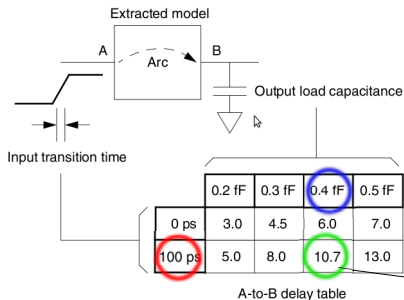 Extracted model
A
B
Arc
Output load capacitance
Input transition time
0.2 fF 0.3 fF 0.4 fF 0.5 fF
0 ps 3.0 4.5 6.0 7.0
100 ps 5.0 8.0 10.7 13.0
A-to-B delay table